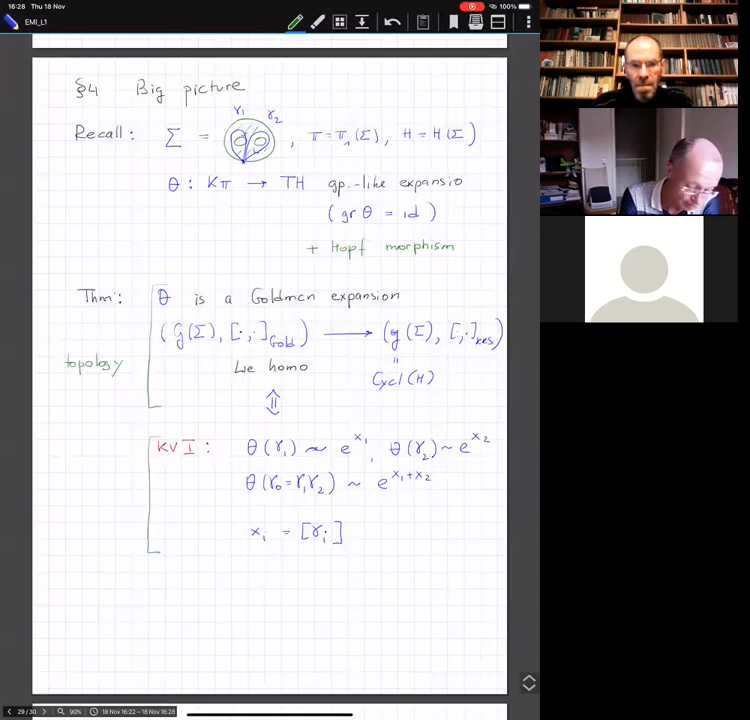 16:28 Thu 18 Nov
100%
EMI_L1
§4 Big picture
γ₁ γ₂
Recall: Σ = , π = π₁(Σ), H = H(Σ)
θ: Kπ → TH gp.-like expansio
(gr θ = id)
+ Hopf morphism
Thm: θ is a Goldman expansion
(g(Σ), [·,·]Gold) → (g(Σ), [·,·]KKS)
topology Lie homo =
Cycl(H)
⇕
KV I: θ(γ₁) ~ e^x₁, θ(γ₂) ~ e^x₂
θ(γ₀ = γ₁γ₂) ~ e^x₁+x₂
xᵢ = [γᵢ]
29/30 90% 18 Nov 16:22 – 18 Nov 16:28